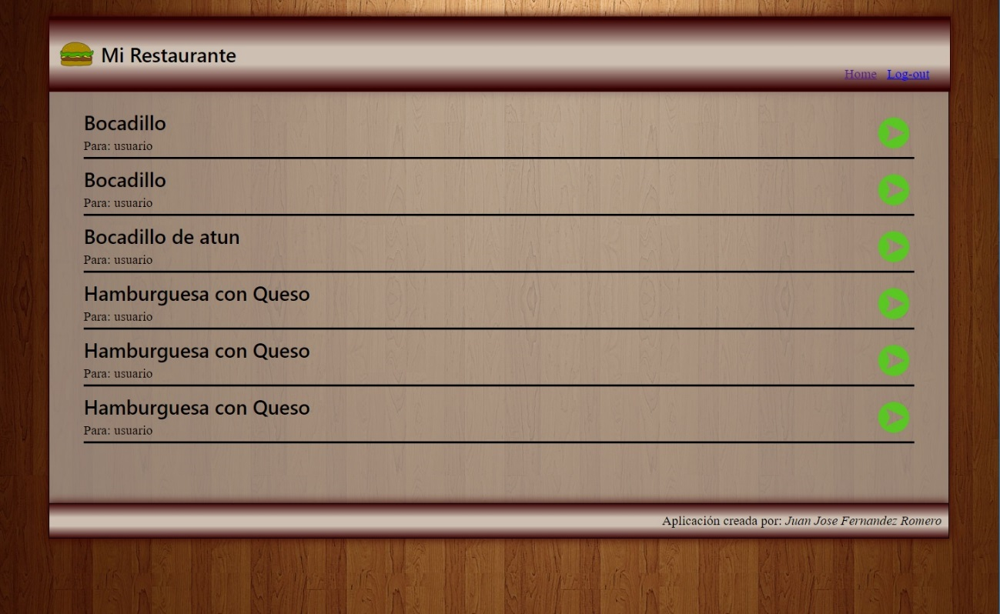 Mi Restaurante
Home Log-out
Bocadillo
Para: usuario
Bocadillo
Para: usuario
Bocadillo de atun
Para: usuario
Hamburguesa con Queso
Para: usuario
Hamburguesa con Queso
Para: usuario
Hamburguesa con Queso
Para: usuario
Aplicación creada por: Juan Jose Fernandez Romero